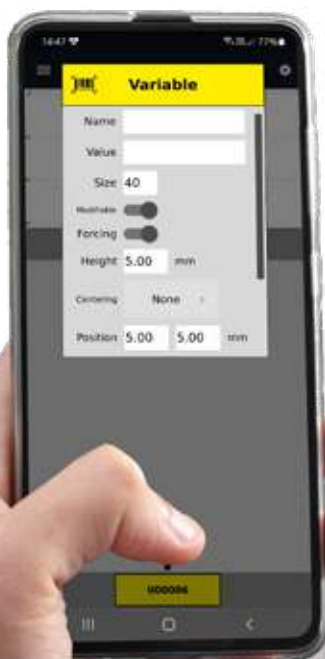 14:47
77%
Variable
Name
Value
Size 40
Modifiable
Forcing
Height 5.00 mm
Centering None
Position 5.00 5.00 mm
U00086